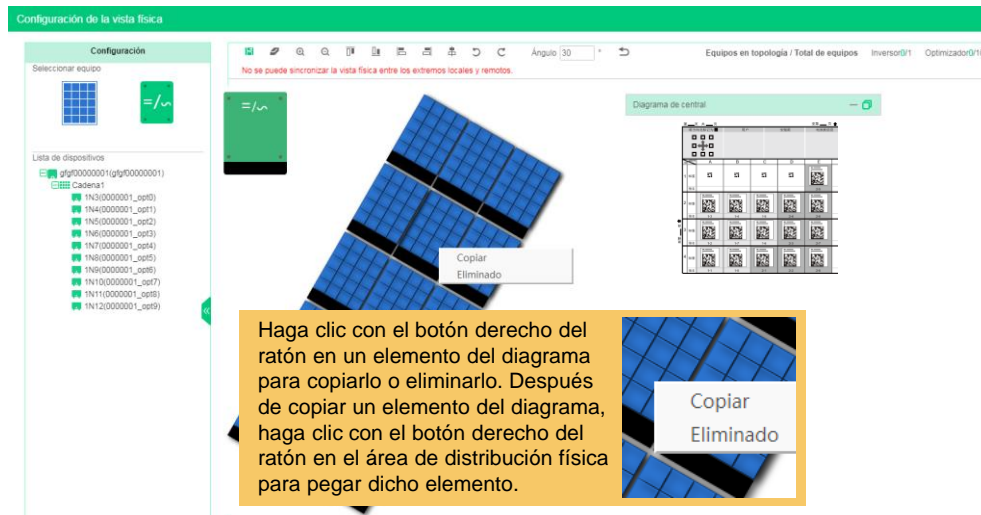 Configuración de la vista física
Configuración
Seleccionar equipo
=/∽
Lista de dispositivos
gfgf00000001(gfgf00000001)
Cadena1
1N3(0000001_opt0)
1N4(0000001_opt1)
1N5(0000001_opt2)
1N6(0000001_opt3)
1N7(0000001_opt4)
1N8(0000001_opt5)
1N9(0000001_opt6)
1N10(0000001_opt7)
1N11(0000001_opt8)
1N12(0000001_opt9)
Ángulo 30 °
Equipos en topología / Total de equipos Inversor0/1 Optimizador0/1
No se puede sincronizar la vista física entre los extremos locales y remotos.
=/∽
Diagrama de central
Copiar
Eliminado
Haga clic con el botón derecho del
ratón en un elemento del diagrama
para copiarlo o eliminarlo. Después
de copiar un elemento del diagrama,
haga clic con el botón derecho del
ratón en el área de distribución física
para pegar dicho elemento.
Copiar
Eliminado